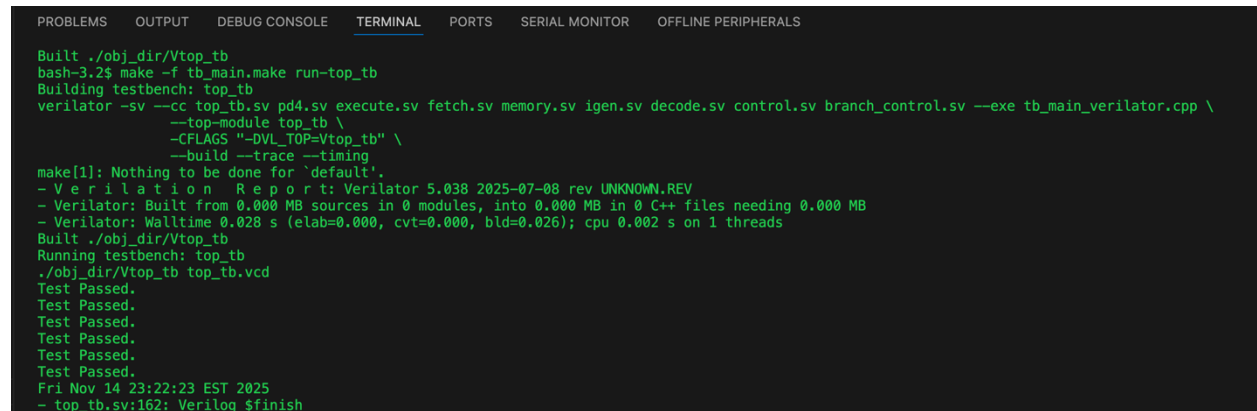 PROBLEMS OUTPUT DEBUG CONSOLE TERMINAL PORTS SERIAL MONITOR OFFLINE PERIPHERALS
Built ./obj_dir/Vtop_tb
bash-3.2$ make -f tb_main.make run-top_tb
Building testbench: top_tb
verilator -sv --cc top_tb.sv pd4.sv execute.sv fetch.sv memory.sv igen.sv decode.sv control.sv branch_control.sv --exe tb_main_verilator.cpp \
--top-module top_tb \
-CFLAGS "-DVL_TOP=Vtop_tb" \
--build --trace --timing
make[1]: Nothing to be done for `default'.
- V e r i l a t i o n   R e p o r t: Verilator 5.038 2025-07-08 rev UNKNOWN.REV
- Verilator: Built from 0.000 MB sources in 0 modules, into 0.000 MB in 0 C++ files needing 0.000 MB
- Verilator: Walltime 0.028 s (elab=0.000, cvt=0.000, bld=0.026); cpu 0.002 s on 1 threads
Built ./obj_dir/Vtop_tb
Running testbench: top_tb
./obj_dir/Vtop_tb top_tb.vcd
Test Passed.
Test Passed.
Test Passed.
Test Passed.
Test Passed.
Test Passed.
Fri Nov 14 23:22:23 EST 2025
- top_tb.sv:162: Verilog $finish